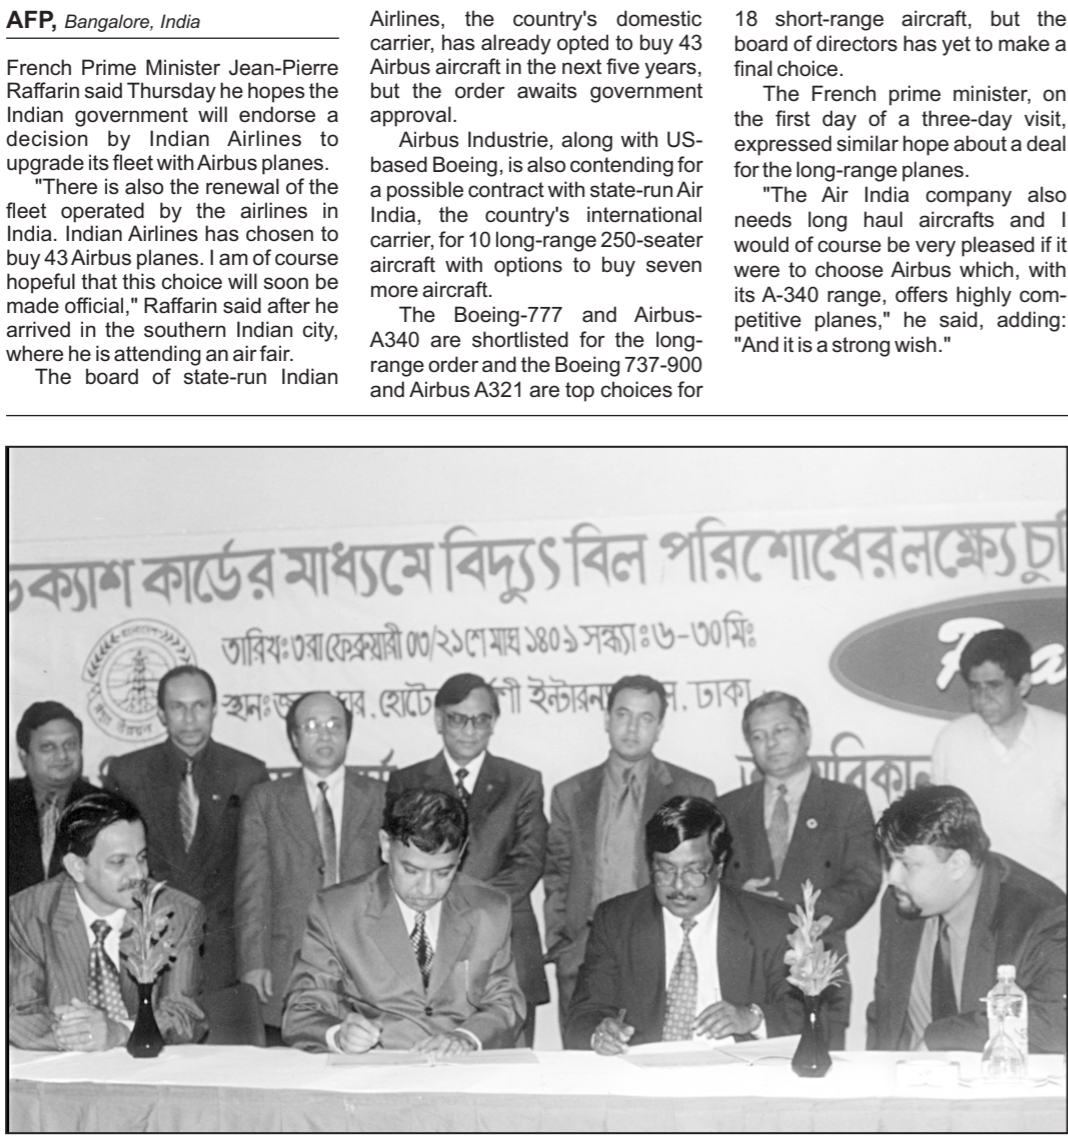 AFP, Bangalore, India
French Prime Minister Jean-Pierre
Raffarin said Thursday he hopes the
Indian government will endorse a
decision by Indian Airlines to
upgrade its fleet with Airbus planes.
"There is also the renewal of the
fleet operated by the airlines in
India. Indian Airlines has chosen to
buy 43 Airbus planes. I am of course
hopeful that this choice will soon be
made official," Raffarin said after he
arrived in the southern Indian city,
where he is attending an air fair.
The board of state-run Indian
Airlines, the country's domestic
carrier, has already opted to buy 43
Airbus aircraft in the next five years,
but the order awaits government
approval.
Airbus Industrie, along with US-
based Boeing, is also contending for
a possible contract with state-run Air
India, the country's international
carrier, for 10 long-range 250-seater
aircraft with options to buy seven
more aircraft.
The Boeing-777 and Airbus-
A340 are shortlisted for the long-
range order and the Boeing 737-900
and Airbus A321 are top choices for
18 short-range aircraft, but the
board of directors has yet to make a
final choice.
The French prime minister, on
the first day of a three-day visit,
expressed similar hope about a deal
for the long-range planes.
"The Air India company also
needs long haul aircrafts and I
would of course be very pleased if it
were to choose Airbus which, with
its A-340 range, offers highly com-
petitive planes," he said, adding:
"And it is a strong wish."
ক্যাশ কার্ডের মাধ্যমে বিদ্যুৎ বিল পরিশোধের লক্ষ্যে চু
তারিখঃ ৩রা ফেব্রুয়ারী ০৩/২১শে মাঘ ১৪০৯ সন্ধ্যাঃ ৬-৩০মিঃ
স্থানঃ হোটে ইন্টারন ঢাকা